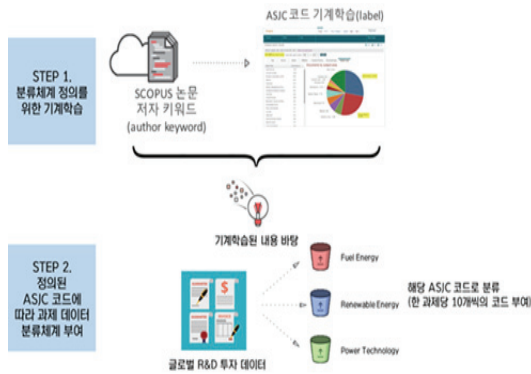 ASJC 코드 기계학습(label)
STEP 1.
분류체계 정의를
위한 기계학습
SCOPUS 논문
저자 키워드
(author keyword)
기계학습된 내용 바탕
STEP 2.
정의된
ASJC 코드에
따라 과제 데이터
분류체계 부여
Fuel Energy
Renewable Energy
Power Technology
해당 ASJC 코드로 분류
(한 과제당 10개씩의 코드 부여)
글로벌 R&D 투자 데이터